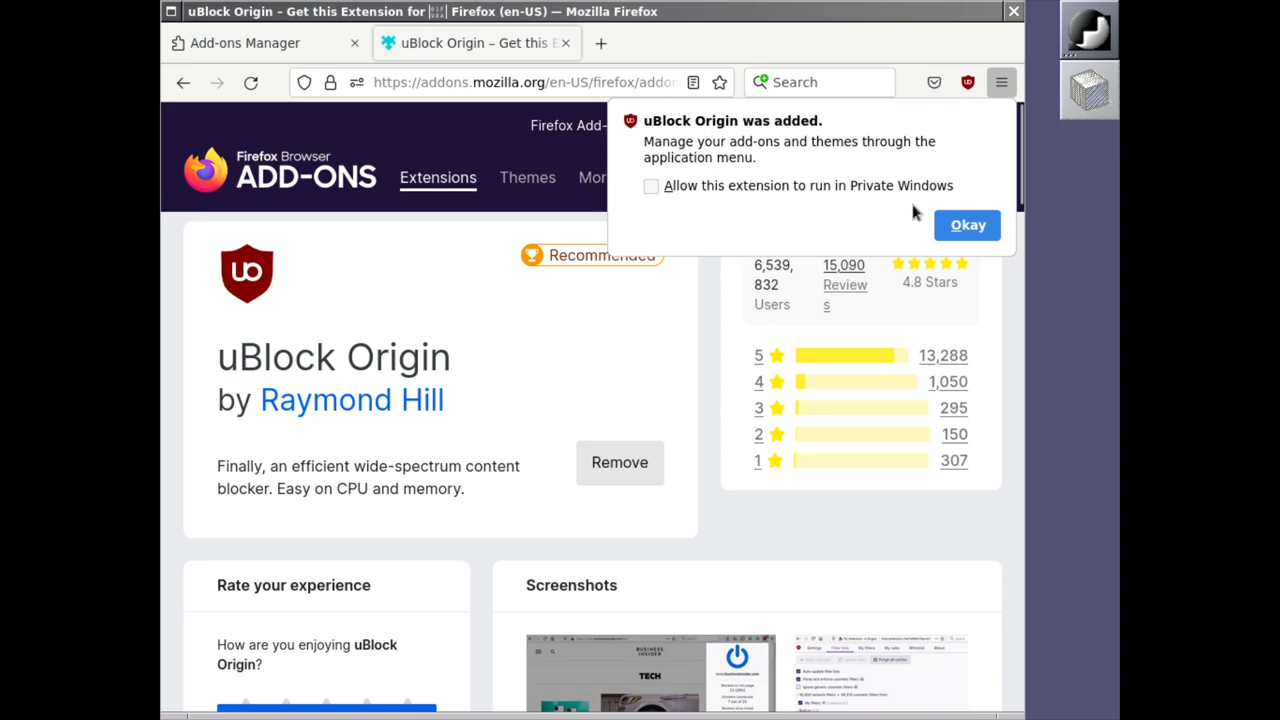 uBlock Origin – Get this Extension for Firefox (en-US) — Mozilla Firefox
Add-ons Manager
uBlock Origin – Get this E
https://addons.mozilla.org/en-US/firefox/addon
Search
uBlock Origin was added.
Manage your add-ons and themes through the
application menu.
Allow this extension to run in Private Windows
Okay
Firefox Add-
Firefox Browser
ADD-ONS
Extensions
Themes
Mor
Recommended
uBlock Origin
by Raymond Hill
Finally, an efficient wide-spectrum content
blocker. Easy on CPU and memory.
Remove
6,539,
832
Users
15,090
Review
s
4.8 Stars
5 13,288
4 1,050
3 295
2 150
1 307
Rate your experience
How are you enjoying uBlock
Origin?
Screenshots
BUSINESS
INSIDER
TECH